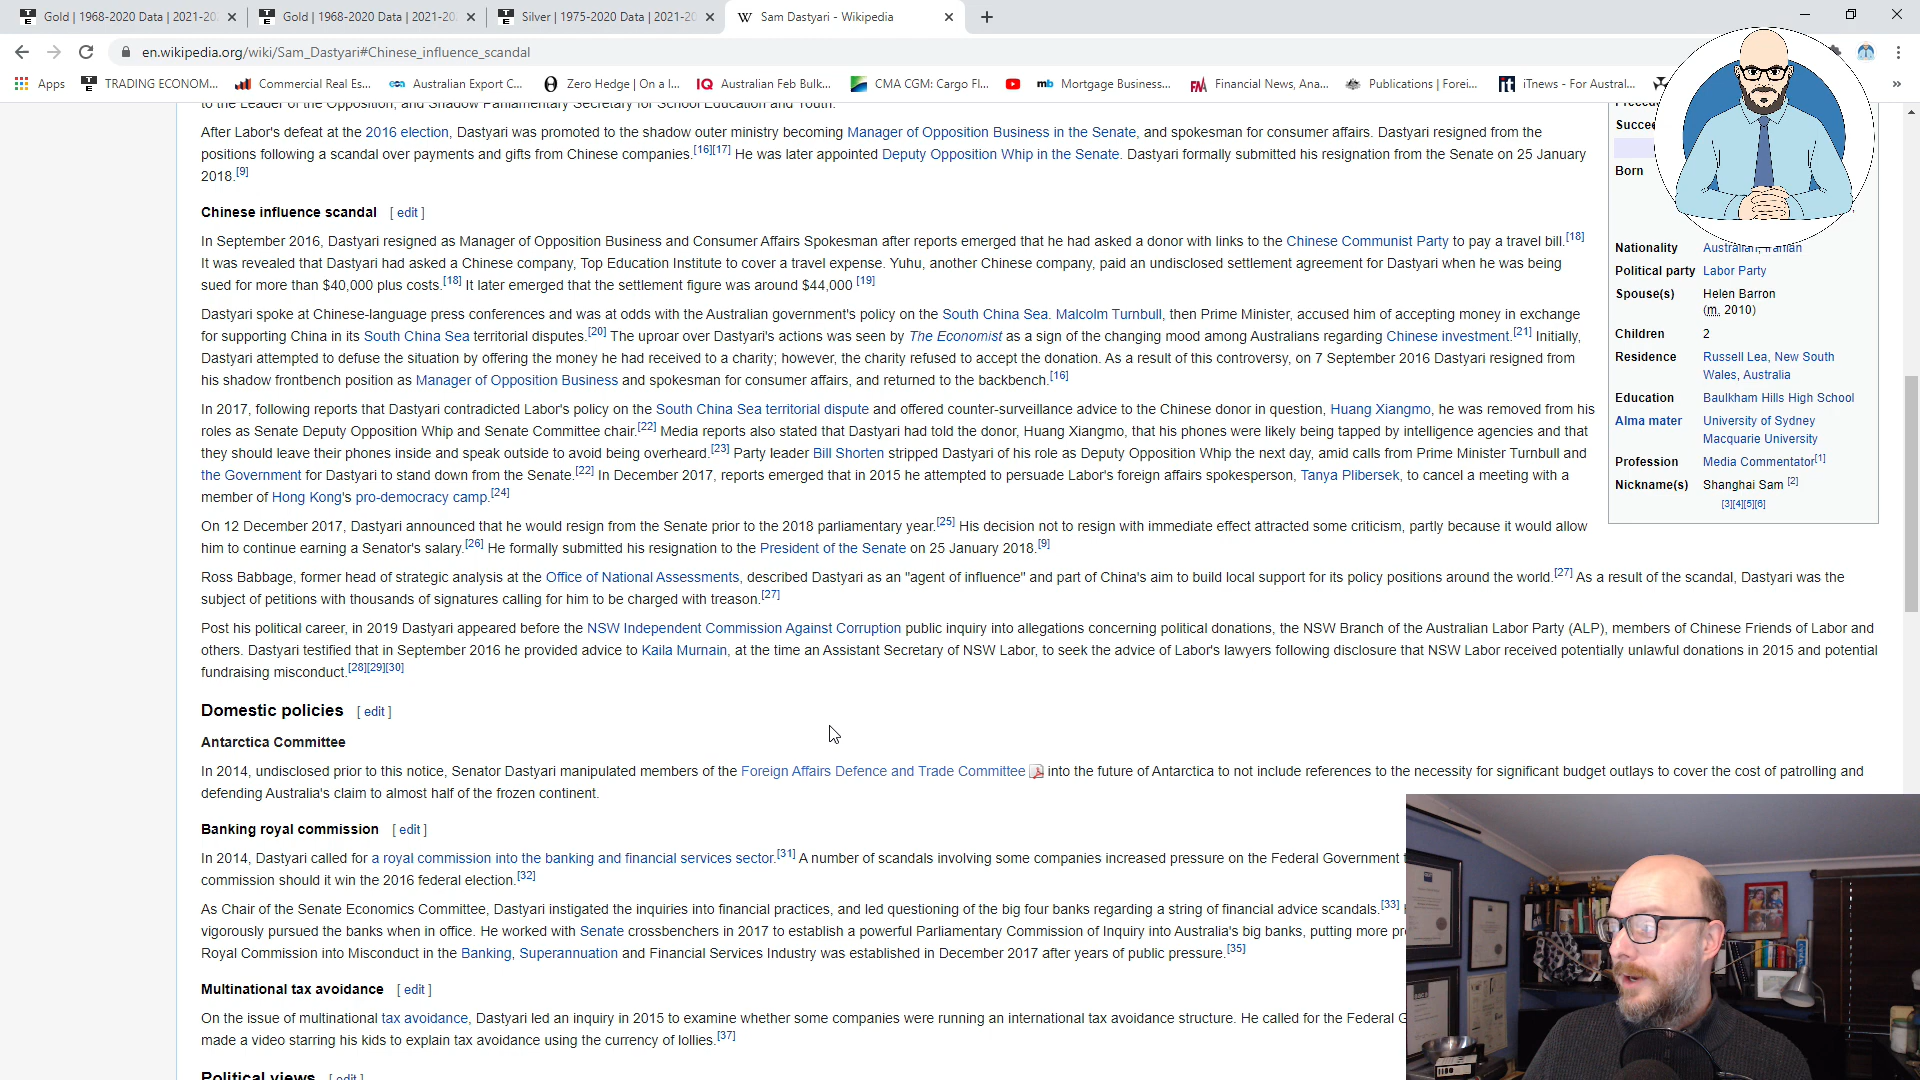 Gold | 1968-2020 Data | 2021-20
Gold | 1968-2020 Data | 2021-20
Silver | 1975-2020 Data | 2021-20
Sam Dastyari - Wikipedia
en.wikipedia.org/wiki/Sam_Dastyari#Chinese_influence_scandal
Apps
TRADING ECONOM...
Commercial Real Es...
Australian Export C...
Zero Hedge | On a l...
Australian Feb Bulk...
CMA CGM: Cargo Fl...
Mortgage Business...
Financial News, Ana...
Publications | Forei...
iTnews - For Austral...
to the Leader of the Opposition, and Shadow Parliamentary Secretary for School Education and Youth.
After Labor's defeat at the 2016 election, Dastyari was promoted to the shadow outer ministry becoming Manager of Opposition Business in the Senate, and spokesman for consumer affairs. Dastyari resigned from the
positions following a scandal over payments and gifts from Chinese companies.[16][17] He was later appointed Deputy Opposition Whip in the Senate. Dastyari formally submitted his resignation from the Senate on 25 January
2018.[9]
Chinese influence scandal [ edit ]
In September 2016, Dastyari resigned as Manager of Opposition Business and Consumer Affairs Spokesman after reports emerged that he had asked a donor with links to the Chinese Communist Party to pay a travel bill.[18]
It was revealed that Dastyari had asked a Chinese company, Top Education Institute to cover a travel expense. Yuhu, another Chinese company, paid an undisclosed settlement agreement for Dastyari when he was being
sued for more than $40,000 plus costs.[18] It later emerged that the settlement figure was around $44,000 [19]
Dastyari spoke at Chinese-language press conferences and was at odds with the Australian government's policy on the South China Sea. Malcolm Turnbull, then Prime Minister, accused him of accepting money in exchange
for supporting China in its South China Sea territorial disputes.[20] The uproar over Dastyari's actions was seen by The Economist as a sign of the changing mood among Australians regarding Chinese investment.[21] Initially,
Dastyari attempted to defuse the situation by offering the money he had received to a charity; however, the charity refused to accept the donation. As a result of this controversy, on 7 September 2016 Dastyari resigned from
his shadow frontbench position as Manager of Opposition Business and spokesman for consumer affairs, and returned to the backbench.[16]
In 2017, following reports that Dastyari contradicted Labor's policy on the South China Sea territorial dispute and offered counter-surveillance advice to the Chinese donor in question, Huang Xiangmo, he was removed from his
roles as Senate Deputy Opposition Whip and Senate Committee chair.[22] Media reports also stated that Dastyari had told the donor, Huang Xiangmo, that his phones were likely being tapped by intelligence agencies and that
they should leave their phones inside and speak outside to avoid being overheard.[23] Party leader Bill Shorten stripped Dastyari of his role as Deputy Opposition Whip the next day, amid calls from Prime Minister Turnbull and
the Government for Dastyari to stand down from the Senate.[22] In December 2017, reports emerged that in 2015 he attempted to persuade Labor's foreign affairs spokesperson, Tanya Plibersek, to cancel a meeting with a
member of Hong Kong's pro-democracy camp.[24]
On 12 December 2017, Dastyari announced that he would resign from the Senate prior to the 2018 parliamentary year.[25] His decision not to resign with immediate effect attracted some criticism, partly because it would allow
him to continue earning a Senator's salary.[26] He formally submitted his resignation to the President of the Senate on 25 January 2018.[9]
Ross Babbage, former head of strategic analysis at the Office of National Assessments, described Dastyari as an "agent of influence" and part of China's aim to build local support for its policy positions around the world.[27] As a result of the scandal, Dastyari was the
subject of petitions with thousands of signatures calling for him to be charged with treason.[27]
Post his political career, in 2019 Dastyari appeared before the NSW Independent Commission Against Corruption public inquiry into allegations concerning political donations, the NSW Branch of the Australian Labor Party (ALP), members of Chinese Friends of Labor and
others. Dastyari testified that in September 2016 he provided advice to Kaila Murnain, at the time an Assistant Secretary of NSW Labor, to seek the advice of Labor's lawyers following disclosure that NSW Labor received potentially unlawful donations in 2015 and potential
fundraising misconduct.[28][29][30]
Domestic policies [ edit ]
Antarctica Committee
In 2014, undisclosed prior to this notice, Senator Dastyari manipulated members of the Foreign Affairs Defence and Trade Committee into the future of Antarctica to not include references to the necessity for significant budget outlays to cover the cost of patrolling and
defending Australia's claim to almost half of the frozen continent.
Banking royal commission [ edit ]
In 2014, Dastyari called for a royal commission into the banking and financial services sector.[31] A number of scandals involving some companies increased pressure on the Federal Government
commission should it win the 2016 federal election.[32]
As Chair of the Senate Economics Committee, Dastyari instigated the inquiries into financial practices, and led questioning of the big four banks regarding a string of financial advice scandals.[33]
vigorously pursued the banks when in office. He worked with Senate crossbenchers in 2017 to establish a powerful Parliamentary Commission of Inquiry into Australia's big banks, putting more
Royal Commission into Misconduct in the Banking, Superannuation and Financial Services Industry was established in December 2017 after years of public pressure.[35]
Multinational tax avoidance [ edit ]
On the issue of multinational tax avoidance, Dastyari led an inquiry in 2015 to examine whether some companies were running an international tax avoidance structure. He called for the Federal
made a video starring his kids to explain tax avoidance using the currency of lollies.[37]
Political views [ edit ]
Born
Nationality Australian, Iranian
Political party Labor Party
Spouse(s) Helen Barron
(m. 2010)
Children 2
Residence Russell Lea, New South
Wales, Australia
Education Baulkham Hills High School
Alma mater University of Sydney
Macquarie University
Profession Media Commentator[1]
Nickname(s) Shanghai Sam [2]
[3][4][5][6]